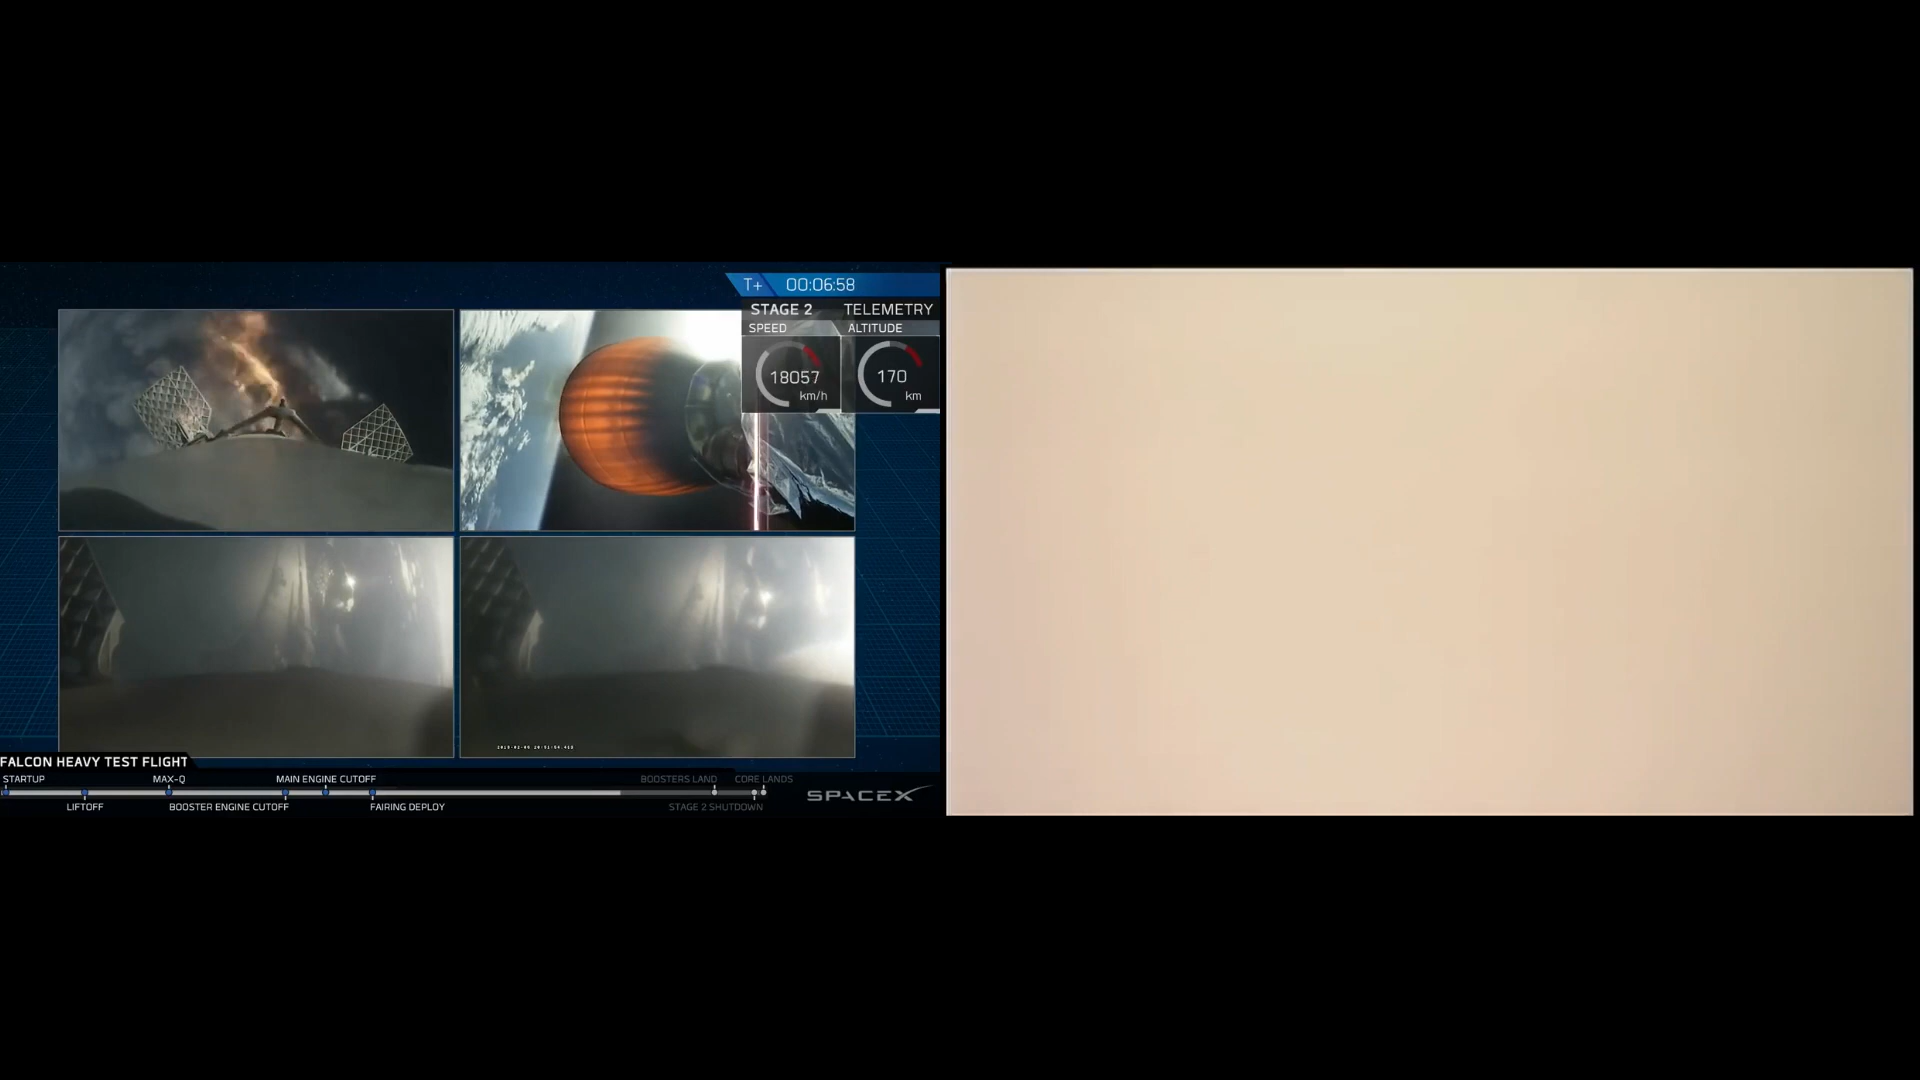 T+ 00:06:58
STAGE 2 TELEMETRY
SPEED ALTITUDE
18057 170
km/h km
FALCON HEAVY TEST FLIGHT
STARTUP MAX-Q MAIN ENGINE CUTOFF BOOSTERS LAND CORE LANDS
SPACEX
LIFTOFF BOOSTER ENGINE CUTOFF FAIRING DEPLOY STAGE 2 SHUTDOWN